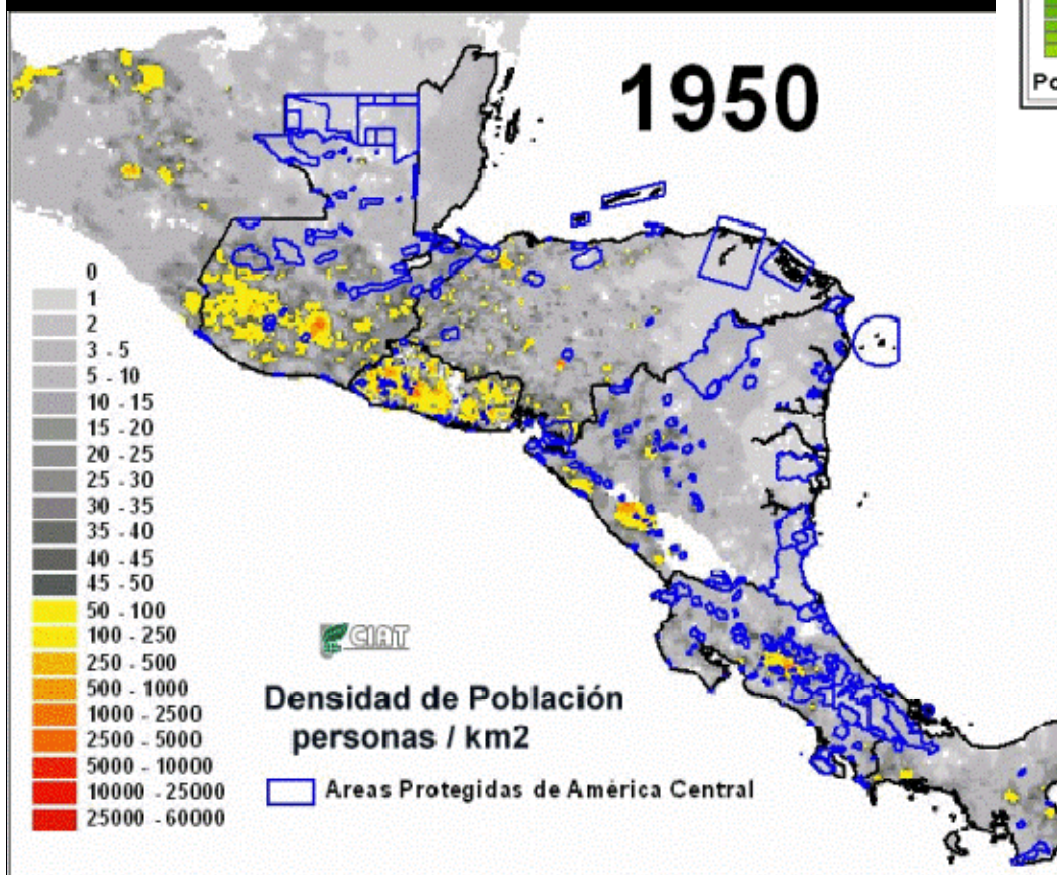 1950
Po
0
1
2
3 - 5
5 - 10
10 - 15
15 - 20
20 - 25
25 - 30
30 - 35
35 - 40
40 - 45
45 - 50
50 - 100
100 - 250
250 - 500
500 - 1000
1000 - 2500
2500 - 5000
5000 - 10000
10000 - 25000
25000 - 60000
CIAT
Densidad de Población
personas / km2
Areas Protegidas de América Central